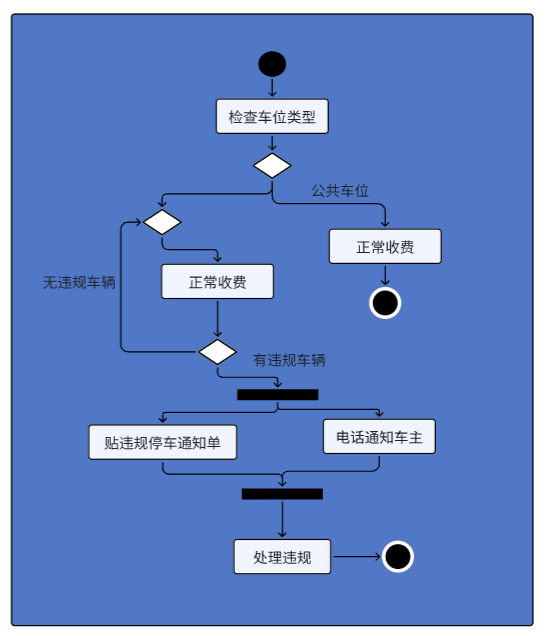 检查车位类型
公共车位
正常收费
无违规车辆
正常收费
有违规车辆
贴违规停车通知单
电话通知车主
处理违规